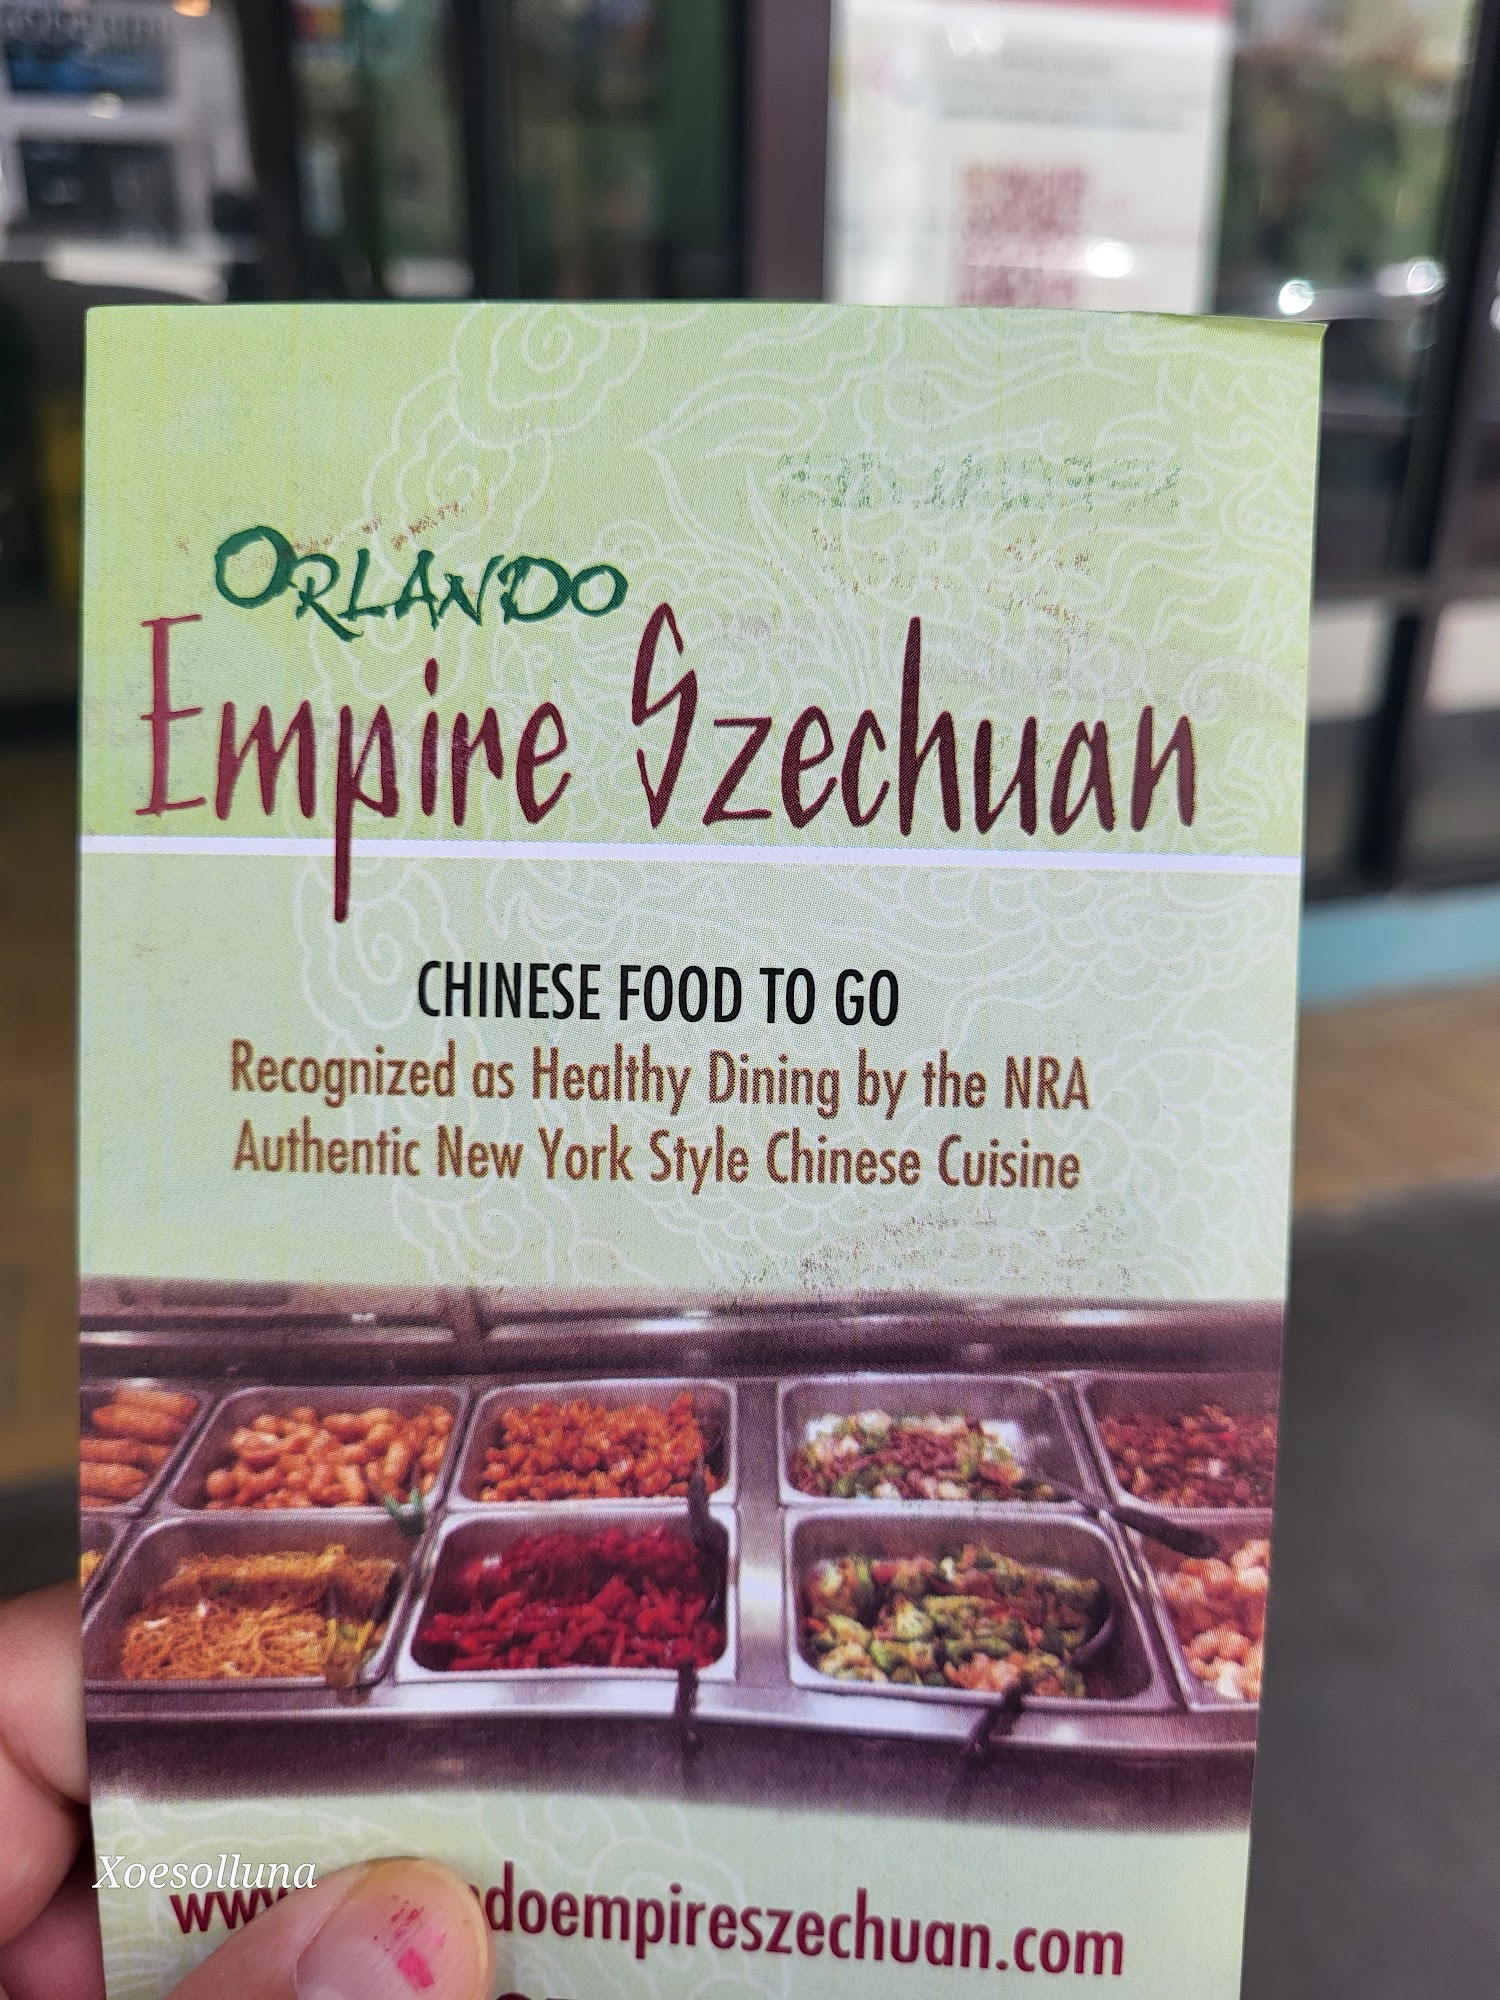 ORLANDO
Empire Szechuan
CHINESE FOOD TO GO
Recognized as Healthy Dining by the NRA
Authentic New York Style Chinese Cuisine
Xoesolluna
www. doempireszechuan.com